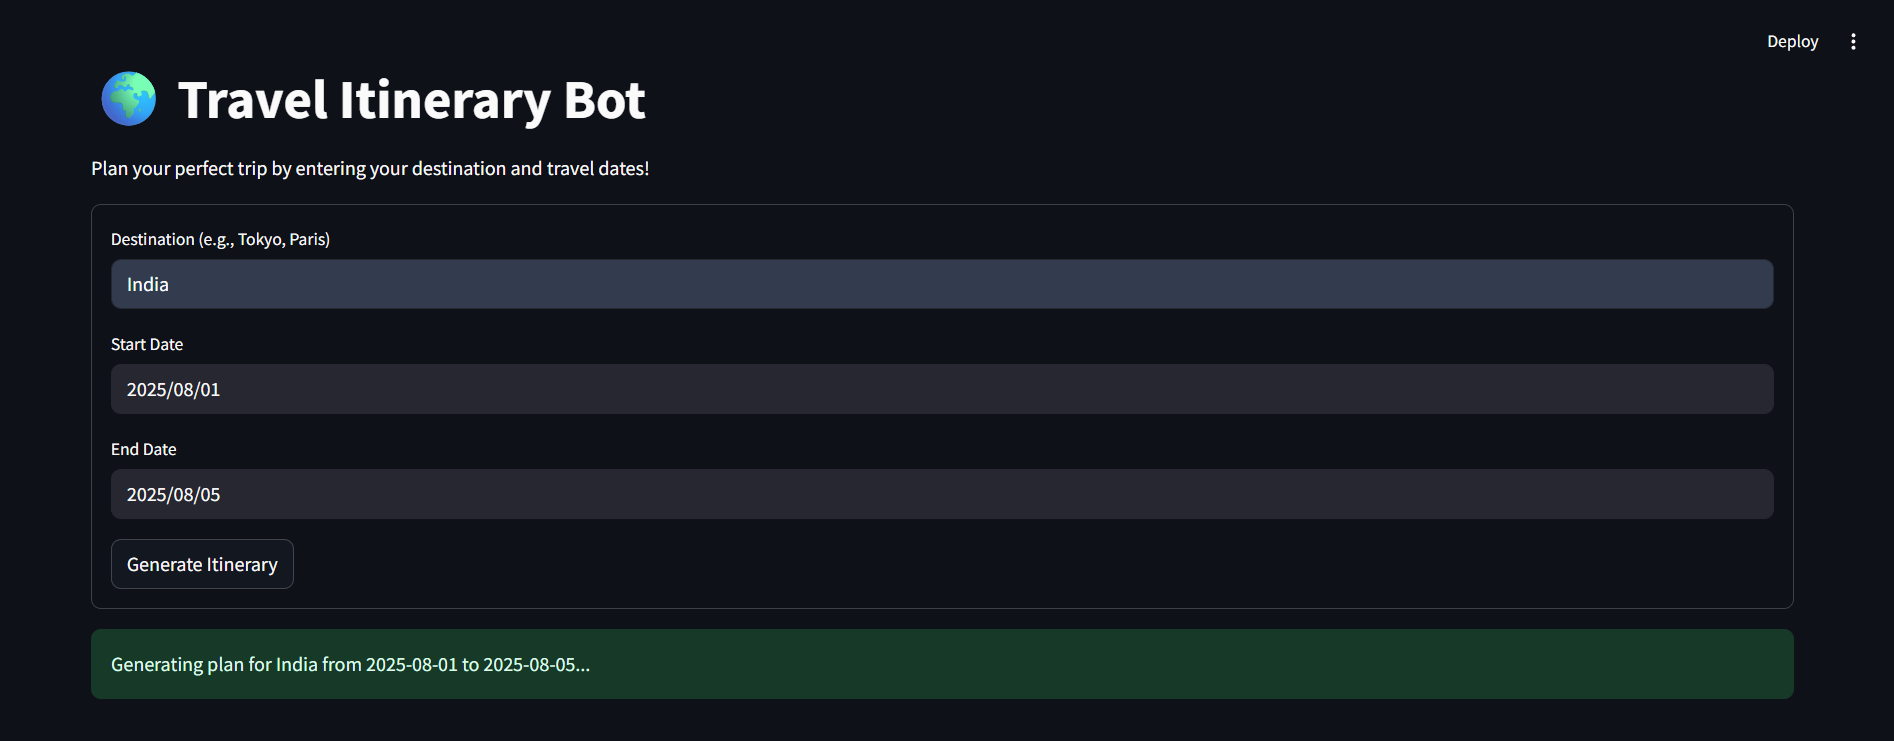 Deploy
Travel Itinerary Bot
Plan your perfect trip by entering your destination and travel dates!
Destination (e.g., Tokyo, Paris)
India
Start Date
2025/08/01
End Date
2025/08/05
Generate Itinerary
Generating plan for India from 2025-08-01 to 2025-08-05...